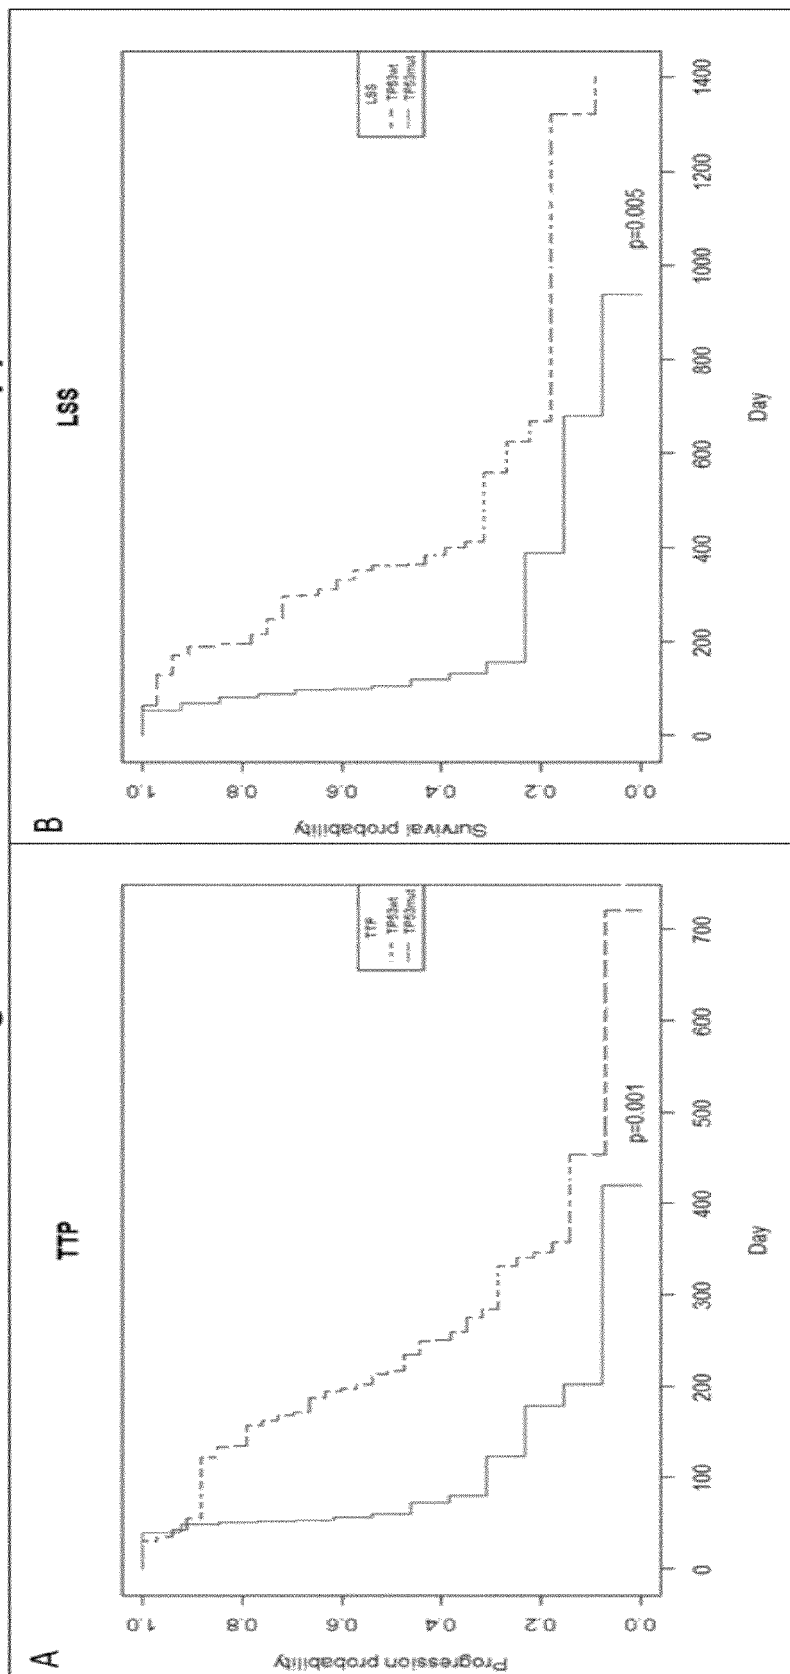 A
TTP
Progression probability
1.0
0.8
0.6
0.4
0.2
0.0
0
100
200
300
400
500
600
700
Day
TTP
TP53wt
TP53mut
p=0.001
B
LSS
Survival probability
1.0
0.8
0.6
0.4
0.2
0.0
0
200
400
600
800
1000
1200
1400
Day
LSS
TP53wt
TP53mut
p=0.005